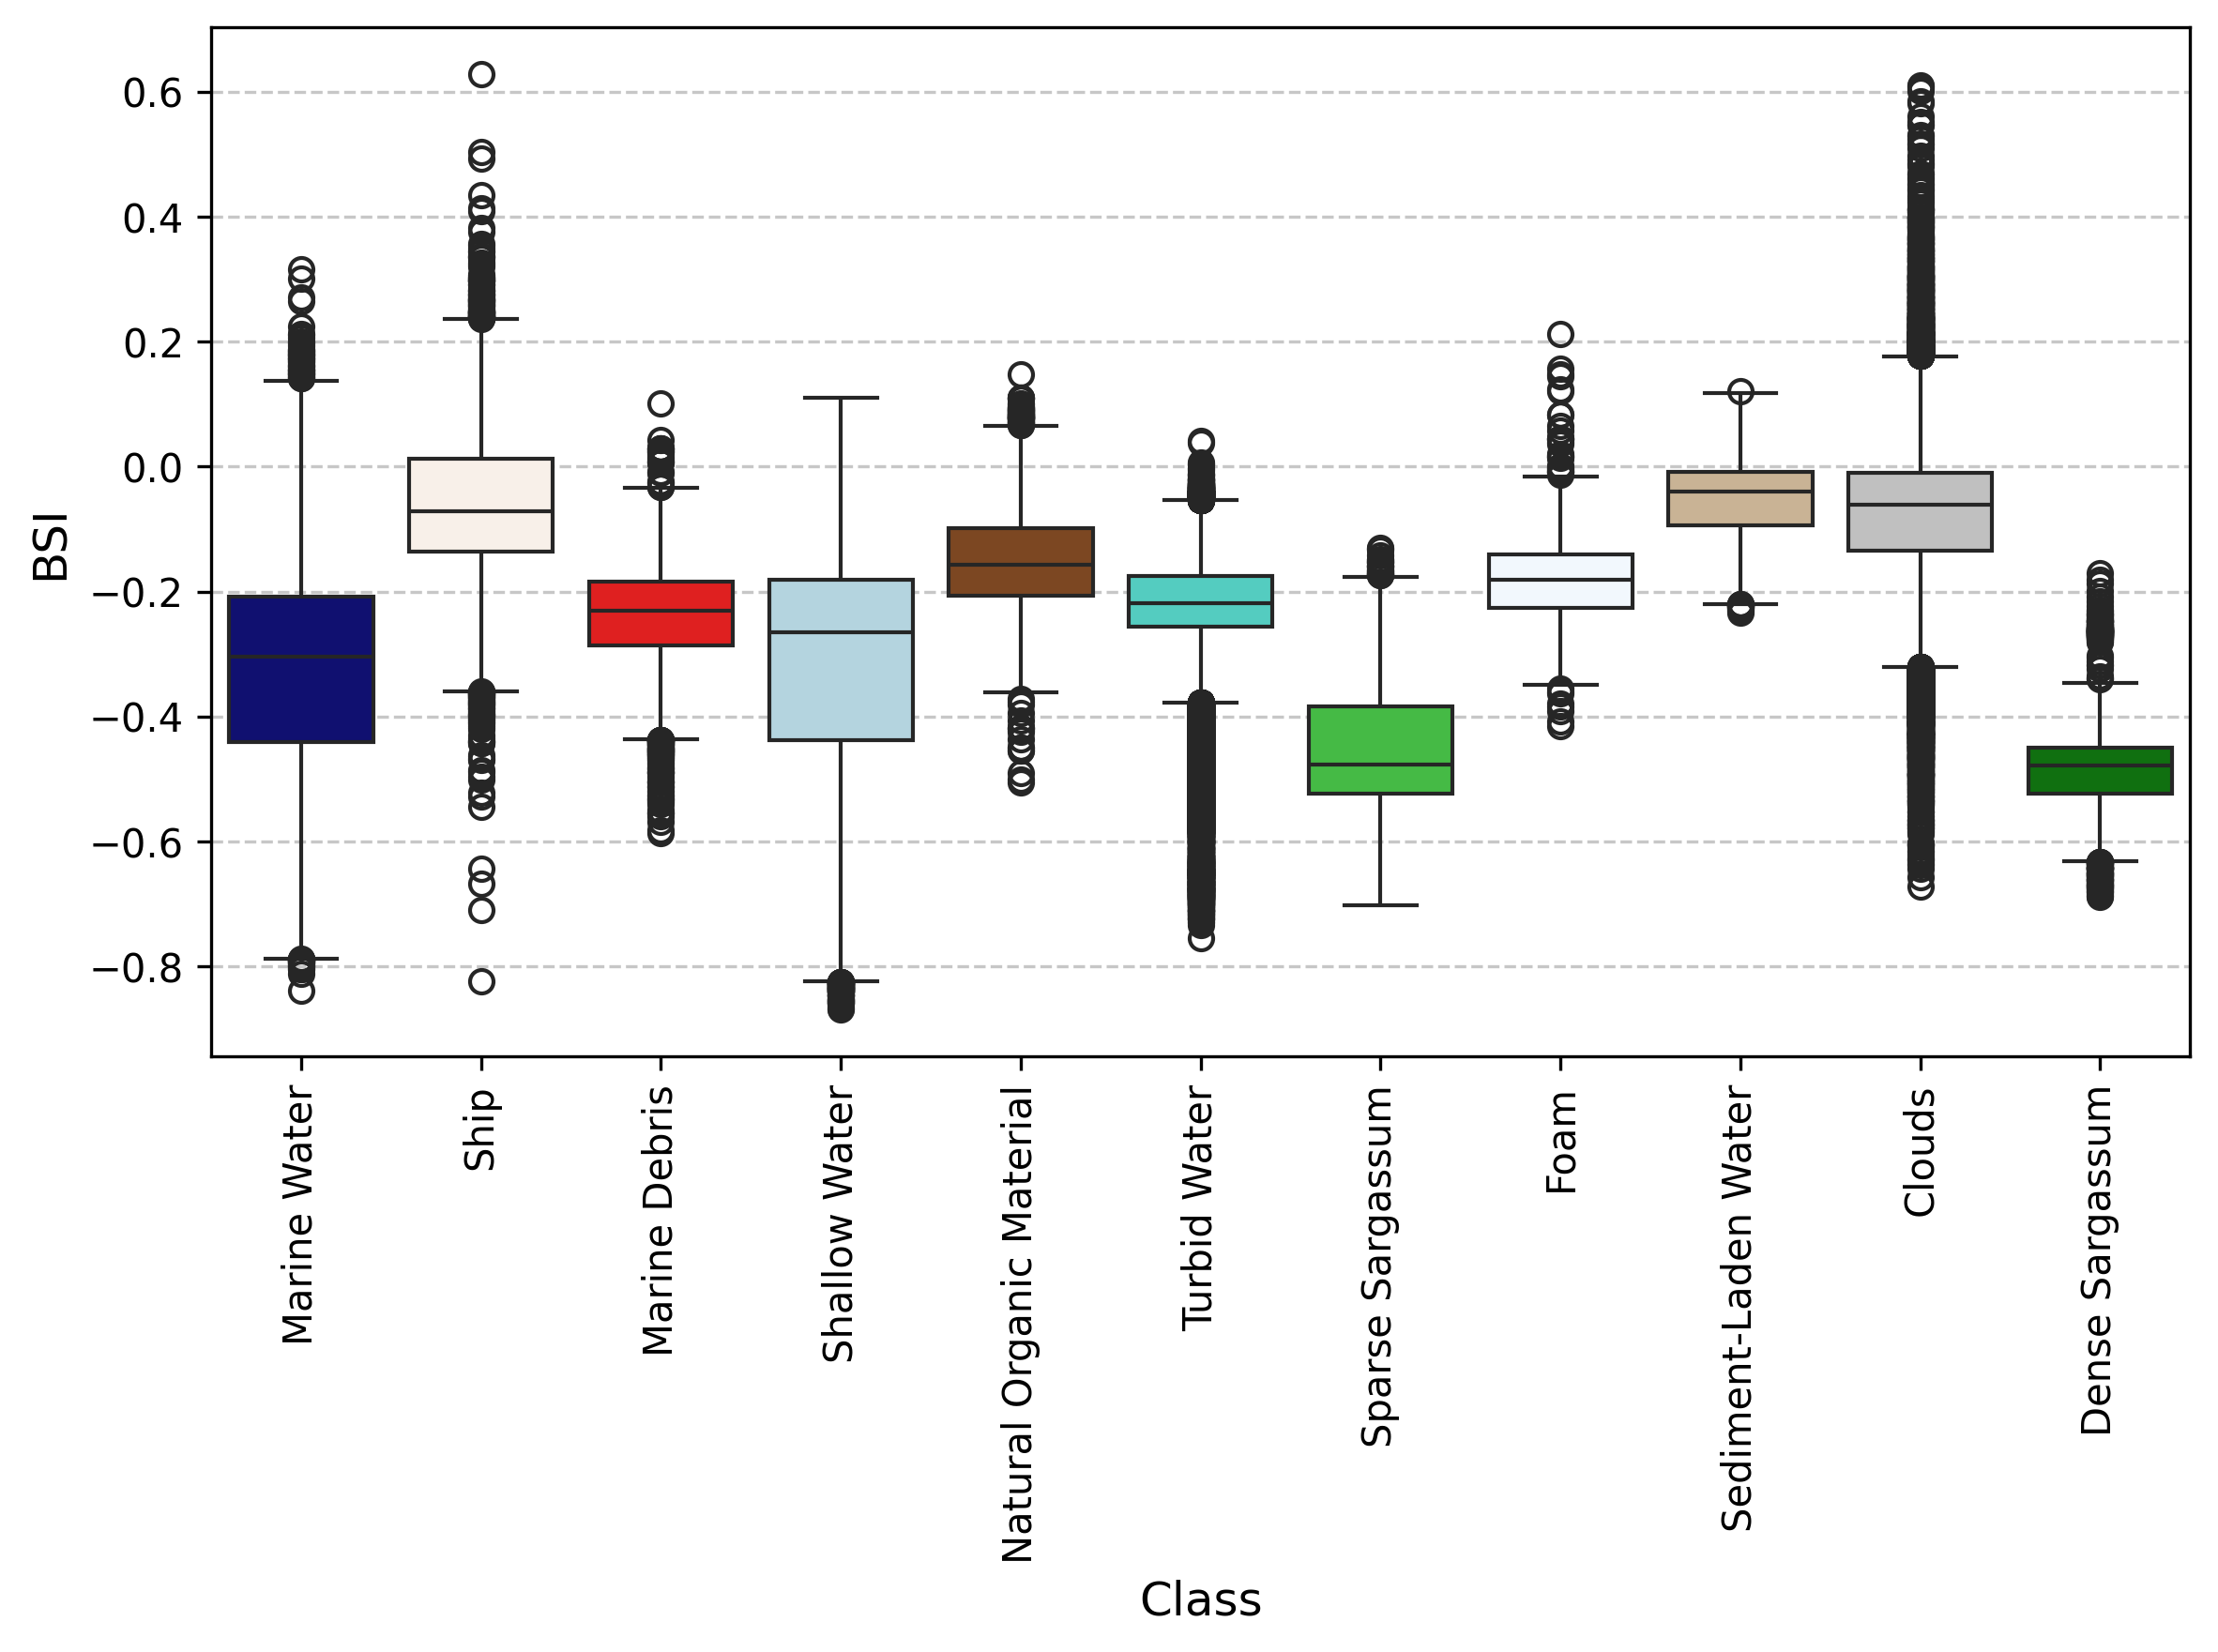 BSI
0.6
0.4
0.2
0.0
−0.2
−0.4
−0.6
−0.8
Marine Water
Ship
Marine Debris
Shallow Water
Natural Organic Material
Turbid Water
Sparse Sargassum
Foam
Sediment-Laden Water
Clouds
Dense Sargassum
Class